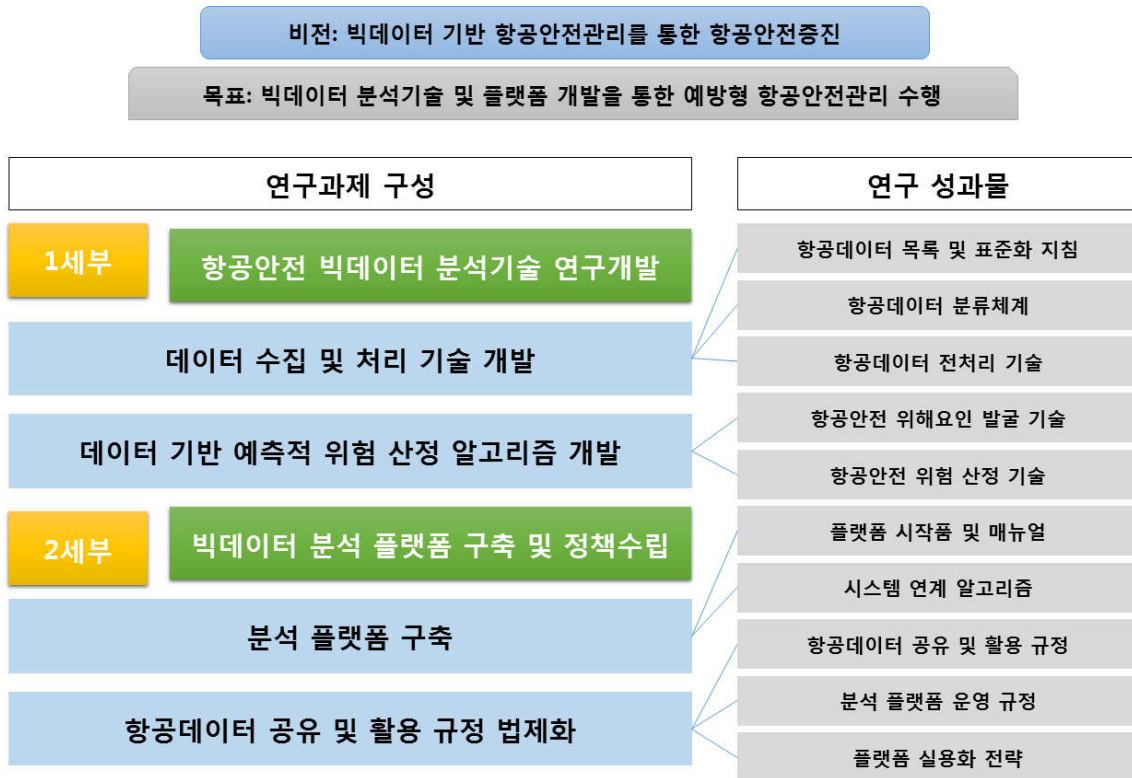 비전: 빅데이터 기반 항공안전관리를 통한 항공안전증진
목표: 빅데이터 분석기술 및 플랫폼 개발을 통한 예방형 항공안전관리 수행
연구과제 구성
1세부
항공안전 빅데이터 분석기술 연구개발
데이터 수집 및 처리 기술 개발
데이터 기반 예측적 위험 산정 알고리즘 개발
2세부
빅데이터 분석 플랫폼 구축 및 정책수립
분석 플랫폼 구축
항공데이터 공유 및 활용 규정 법제화
연구 성과물
항공데이터 목록 및 표준화 지침
항공데이터 분류체계
항공데이터 전처리 기술
항공안전 위해요인 발굴 기술
항공안전 위험 산정 기술
플랫폼 시작품 및 매뉴얼
시스템 연계 알고리즘
항공데이터 공유 및 활용 규정
분석 플랫폼 운영 규정
플랫폼 실용화 전략